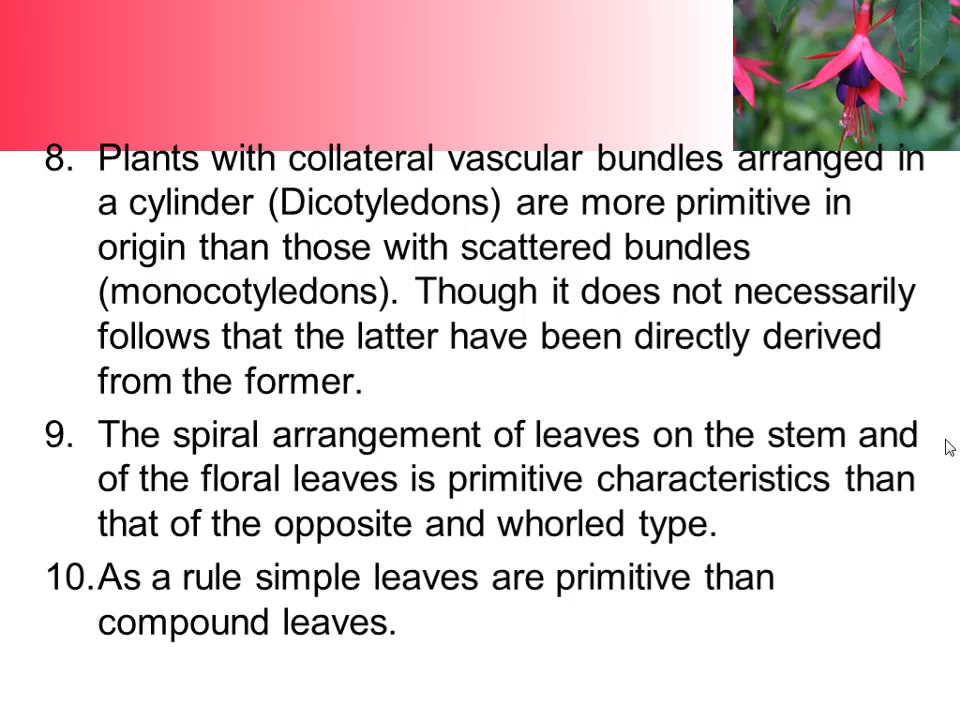 8. Plants with collateral vascular bundles arranged in
a cylinder (Dicotyledons) are more primitive in
origin than those with scattered bundles
(monocotyledons). Though it does not necessarily
follows that the latter have been directly derived
from the former.
9. The spiral arrangement of leaves on the stem and
of the floral leaves is primitive characteristics than
that of the opposite and whorled type.
10. As a rule simple leaves are primitive than
compound leaves.